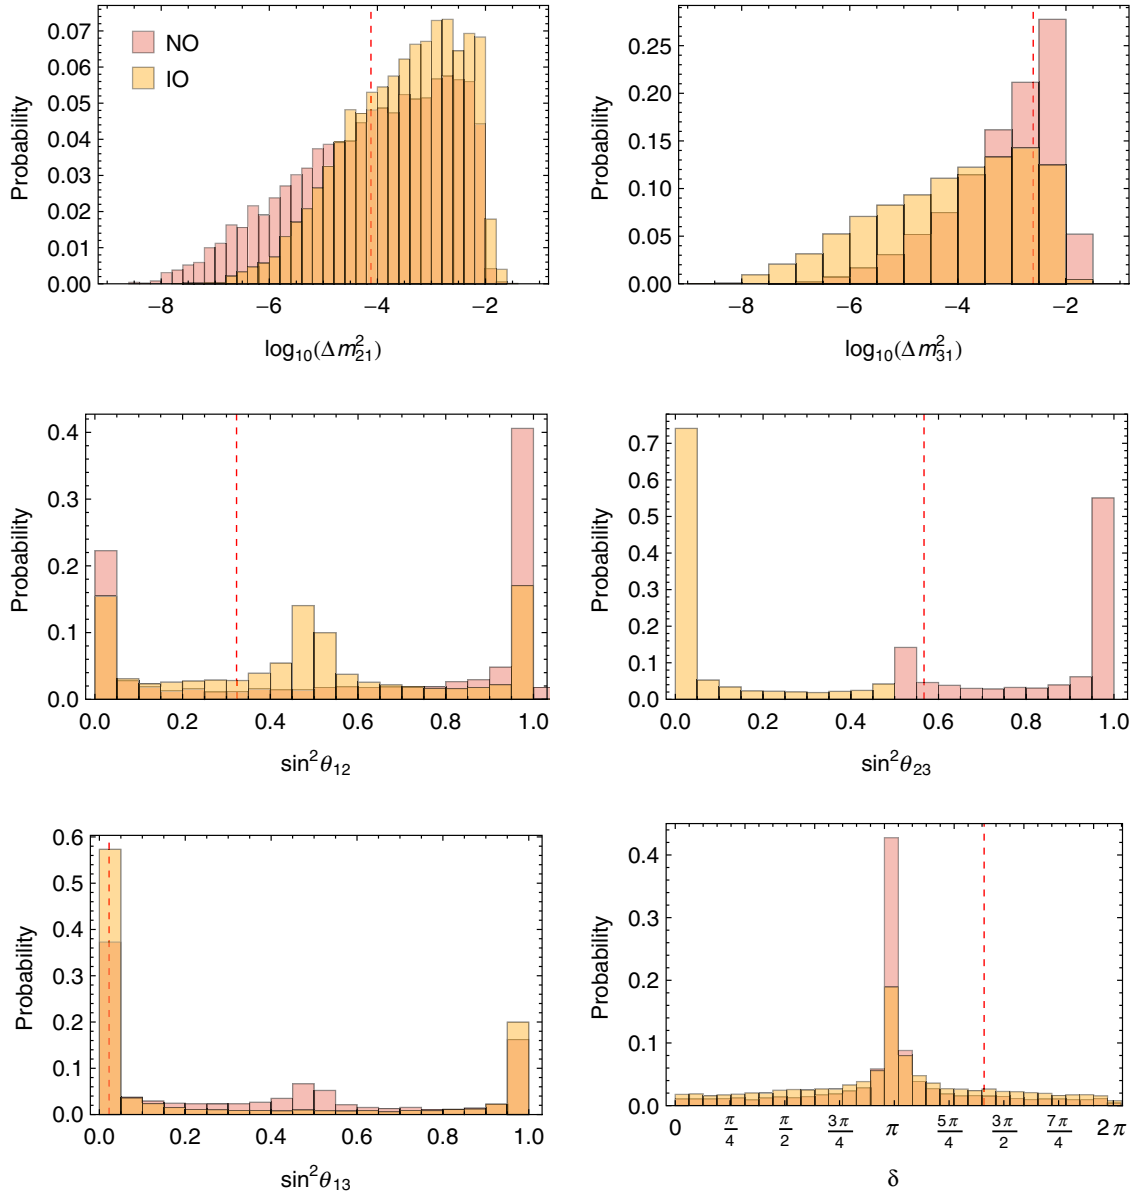 NO
IO
Probability
0.07
0.06
0.05
0.04
0.03
0.02
0.01
0.00
−8 −6 −4 −2
log₁₀(Δm²₂₁)
Probability
0.25
0.20
0.15
0.10
0.05
0.00
−8 −6 −4 −2
log₁₀(Δm²₃₁)
Probability
0.4
0.3
0.2
0.1
0.0
0.0 0.2 0.4 0.6 0.8 1.0
sin²θ₁₂
Probability
0.7
0.6
0.5
0.4
0.3
0.2
0.1
0.0
0.0 0.2 0.4 0.6 0.8 1.0
sin²θ₂₃
Probability
0.6
0.5
0.4
0.3
0.2
0.1
0.0
0.0 0.2 0.4 0.6 0.8 1.0
sin²θ₁₃
Probability
0.4
0.3
0.2
0.1
0.0
0 π/4 π/2 3π/4 π 5π/4 3π/2 7π/4 2π
δ